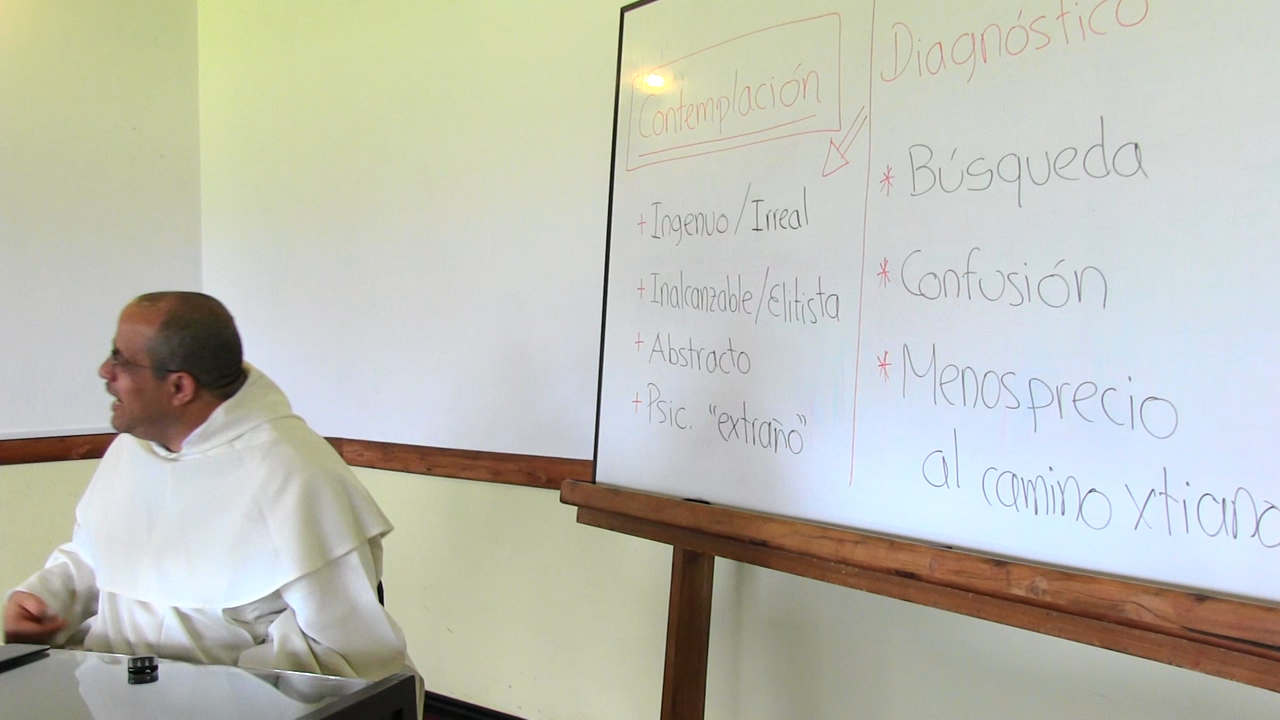 Contemplación
+ Ingenuo/Irreal
+ Inalcanzable/Elitista
+ Abstracto
+ Psic. "extraño"
Diagnóstico
* Búsqueda
* Confusión
* Menosprecio
al camino xtiano